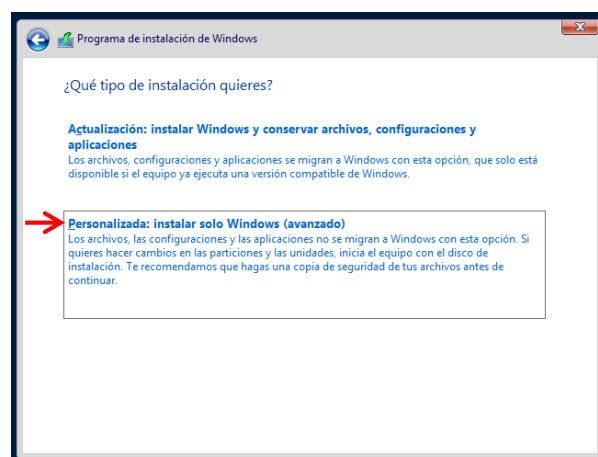 Programa de instalación de Windows
¿Qué tipo de instalación quieres?
Actualización: instalar Windows y conservar archivos, configuraciones y
aplicaciones
Los archivos, configuraciones y aplicaciones se migran a Windows con esta opción, que solo está
disponible si el equipo ya ejecuta una versión compatible de Windows.
Personalizada: instalar solo Windows (avanzado)
Los archivos, las configuraciones y las aplicaciones no se migran a Windows con esta opción. Si
quieres hacer cambios en las particiones y las unidades, inicia el equipo con el disco de
instalación. Te recomendamos que hagas una copia de seguridad de tus archivos antes de
continuar.